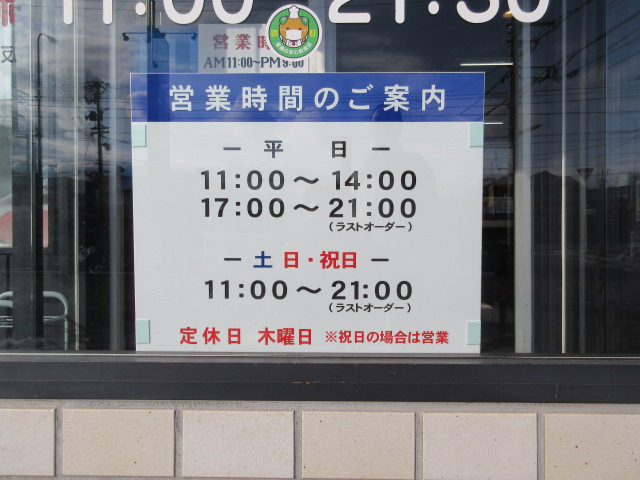 11:00 21:30
営業
AM11:00~PM9:00
営業時間のご案内
ー 平 日 ー
11:00 ～ 14:00
17:00 ～ 21:00
(ラストオーダー)
ー 土 日・祝日 ー
11:00 ～ 21:00
(ラストオーダー)
定休日 木曜日 ※祝日の場合は営業